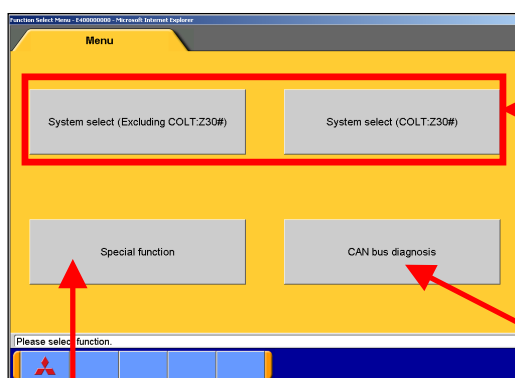 Function Select Menu - E400000000 - Microsoft Internet Explorer
Menu
System select (Excluding COLT:Z30#)
System select (COLT:Z30#)
Special function
CAN bus diagnosis
Please select function.